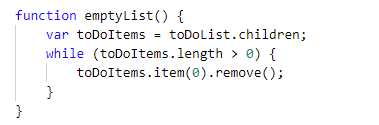 function emptyList() {
    var toDoItems = toDoList.children;
    while (toDoItems.length > 0) {
        toDoItems.item(0).remove();
    }
}